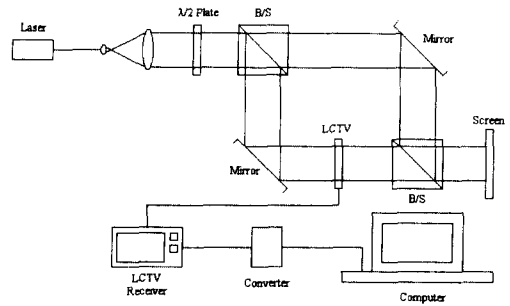 λ/2 Plate
B/S
Laser
Mirror
Screen
LCTV
Mirror
B/S
LCTV
Receiver
Converter
Computer